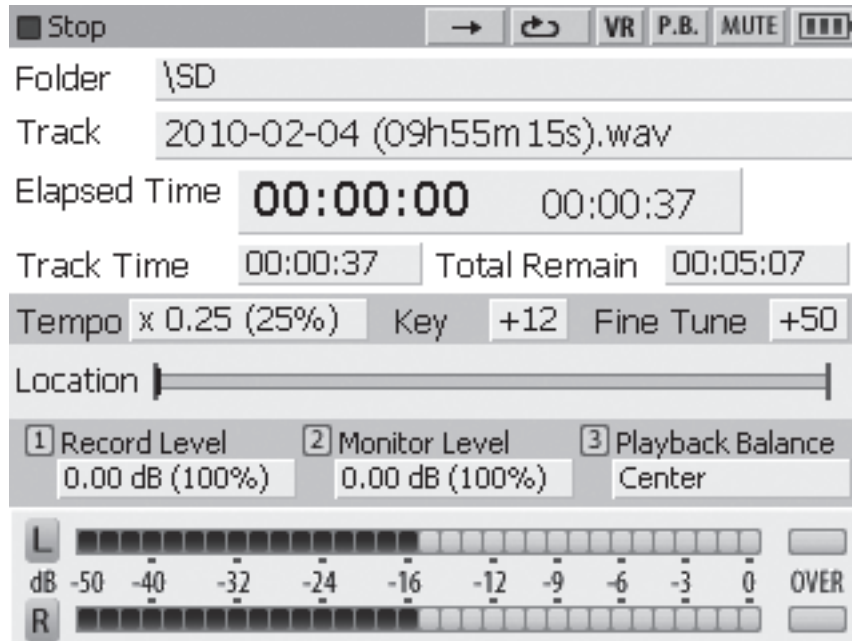 Stop VR P.B. MUTE
Folder \SD
Track 2010-02-04 (09h55m15s).wav
Elapsed Time 00:00:00 00:00:37
Track Time 00:00:37 Total Remain 00:05:07
Tempo x 0.25 (25%) Key +12 Fine Tune +50
Location
1 Record Level 2 Monitor Level 3 Playback Balance
0.00 dB (100%) 0.00 dB (100%) Center
L
dB -50 -40 -32 -24 -16 -12 -9 -6 -3 0 OVER
R